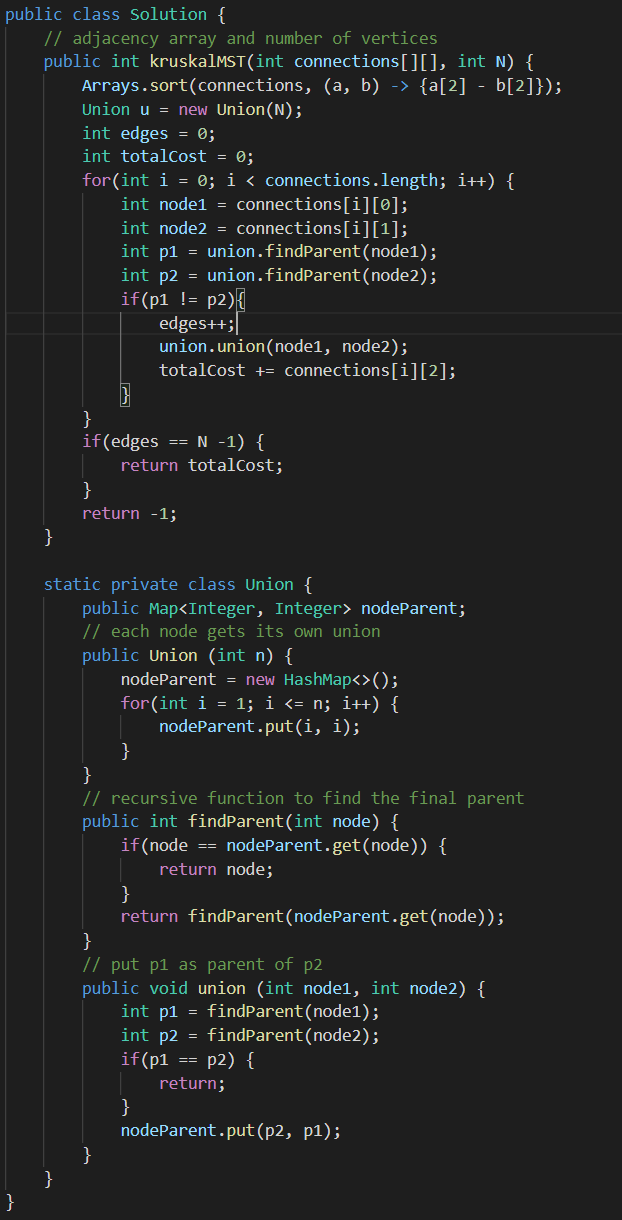 public class Solution {
    // adjacency array and number of vertices
    public int kruskalMST(int connections[][], int N) {
        Arrays.sort(connections, (a, b) -> {a[2] - b[2]});
        Union u = new Union(N);
        int edges = 0;
        int totalCost = 0;
        for(int i = 0; i < connections.length; i++) {
            int node1 = connections[i][0];
            int node2 = connections[i][1];
            int p1 = union.findParent(node1);
            int p2 = union.findParent(node2);
            if(p1 != p2){
                edges++;
                union.union(node1, node2);
                totalCost += connections[i][2];
            }
        }
        if(edges == N -1) {
            return totalCost;
        }
        return -1;
    }

    static private class Union {
        public Map<Integer, Integer> nodeParent;
        // each node gets its own union
        public Union (int n) {
            nodeParent = new HashMap<>();
            for(int i = 1; i <= n; i++) {
                nodeParent.put(i, i);
            }
        }
        // recursive function to find the final parent
        public int findParent(int node) {
            if(node == nodeParent.get(node)) {
                return node;
            }
            return findParent(nodeParent.get(node));
        }
        // put p1 as parent of p2
        public void union (int node1, int node2) {
            int p1 = findParent(node1);
            int p2 = findParent(node2);
            if(p1 == p2) {
                return;
            }
            nodeParent.put(p2, p1);
        }
    }
}